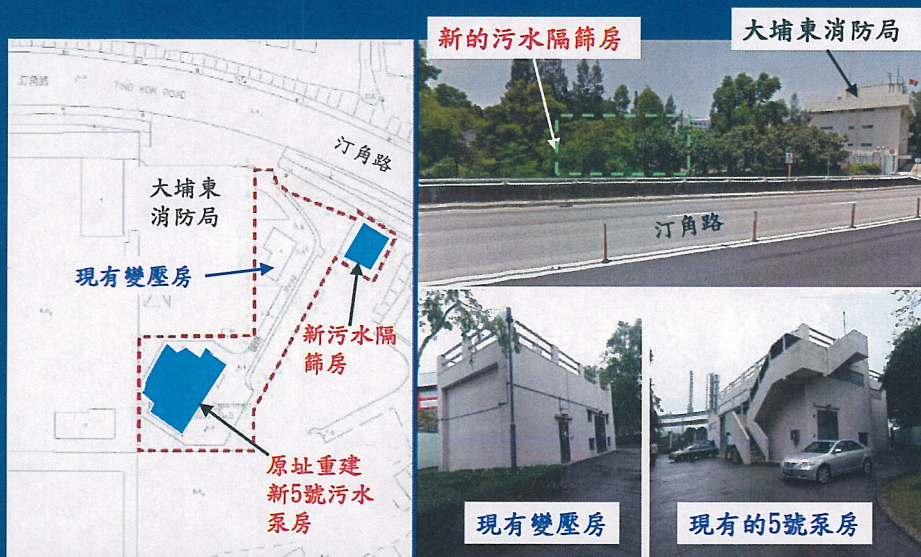 汀角路
TING KOK ROAD
汀角路
大埔東
消防局
現有變壓房
新污水隔
篩房
原址重建
新5號污水
泵房
新的污水隔篩房
大埔東消防局
汀角路
現有變壓房
現有的5號泵房